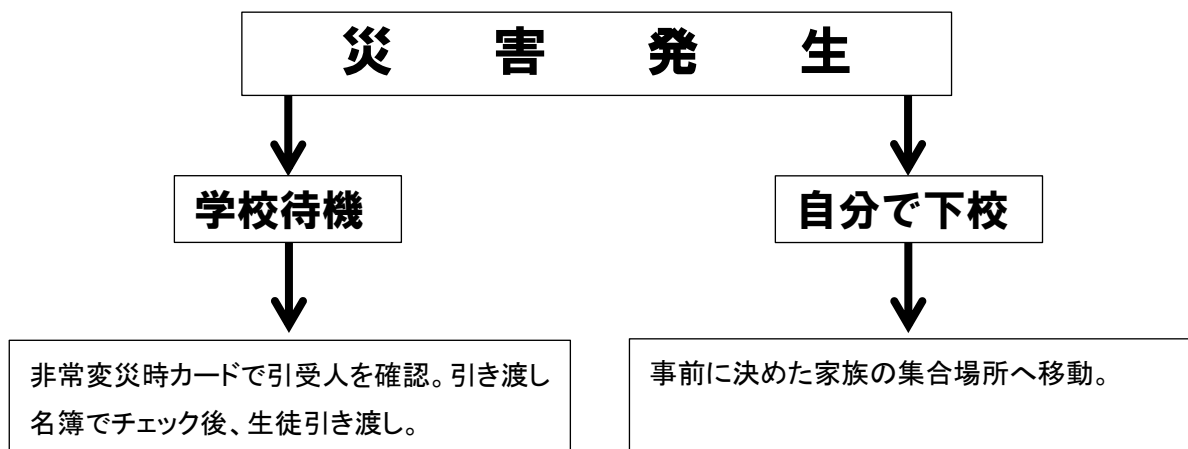 災害発生
学校待機
自分で下校
非常変災時カードで引受人を確認。引き渡し
名簿でチェック後、生徒引き渡し。
事前に決めた家族の集合場所へ移動。